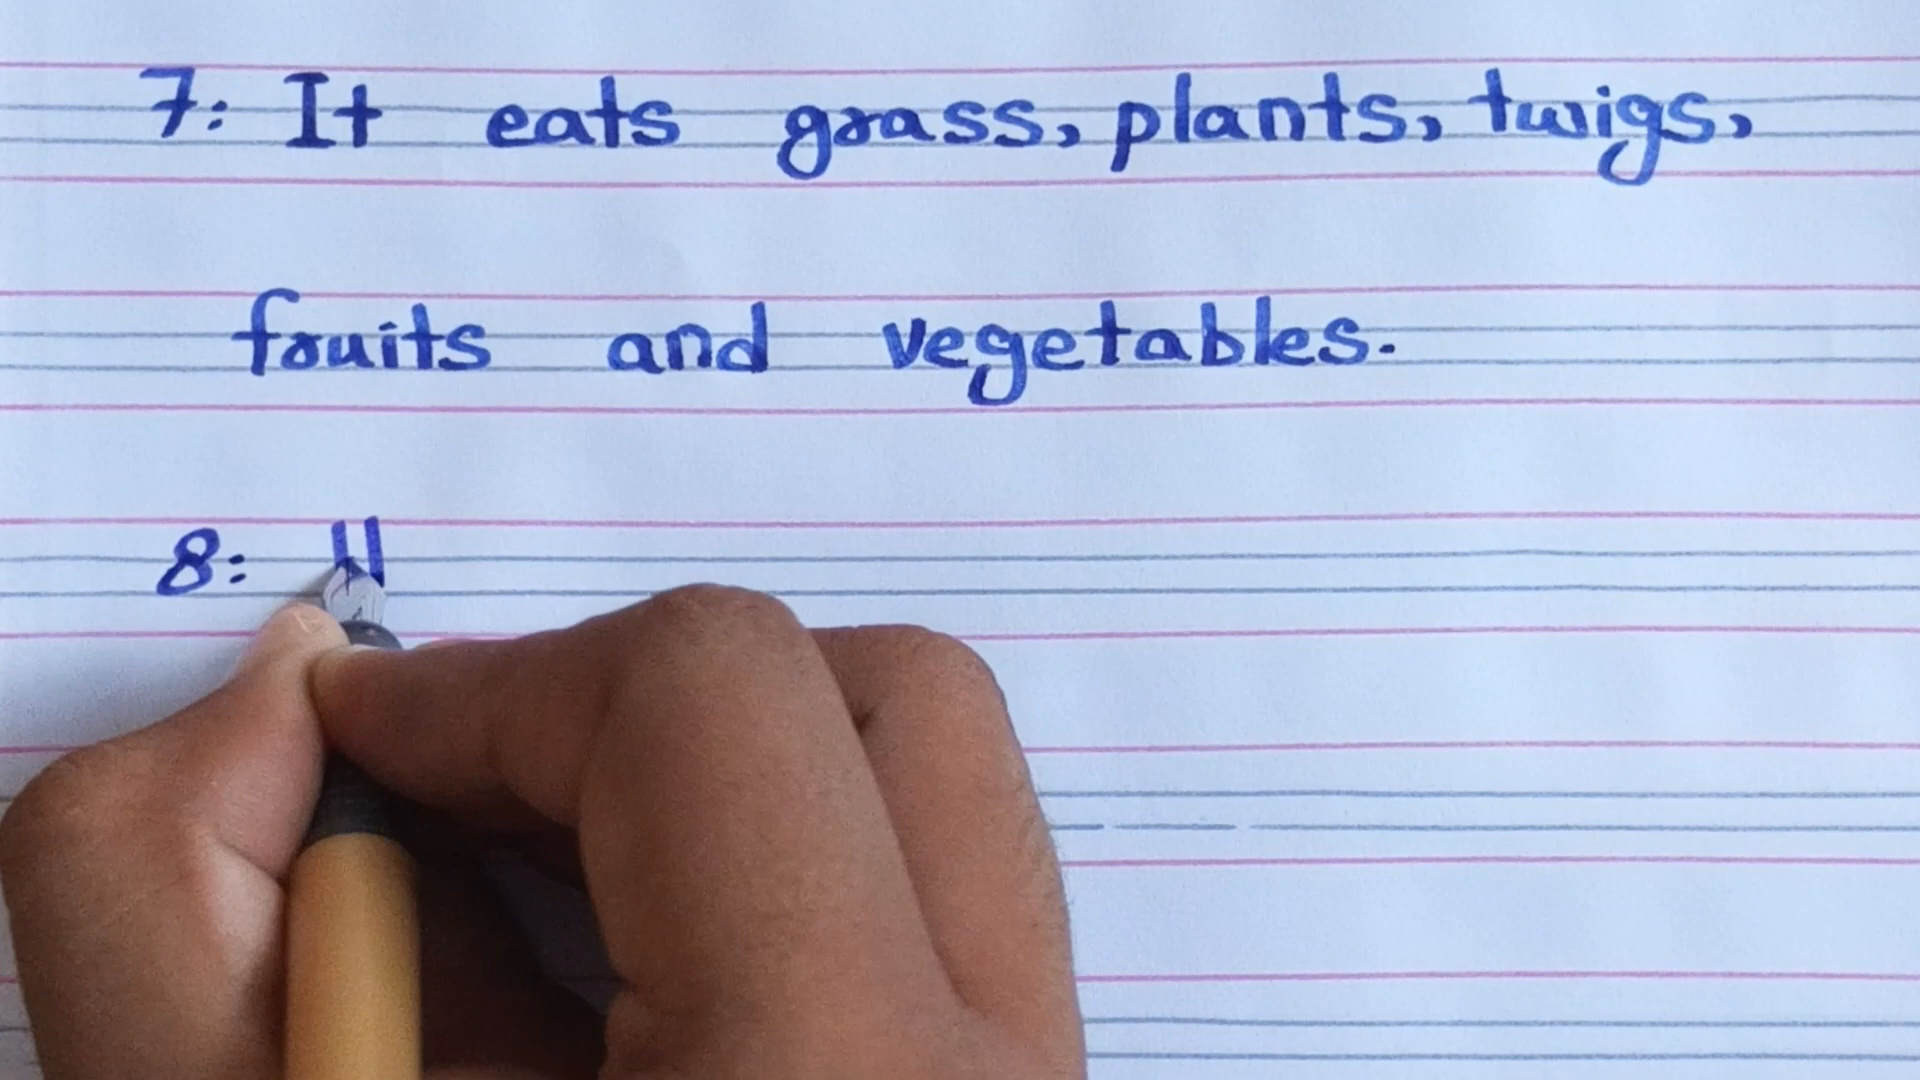 7: It eats grass, plants, twigs,
fruits and vegetables.
8: